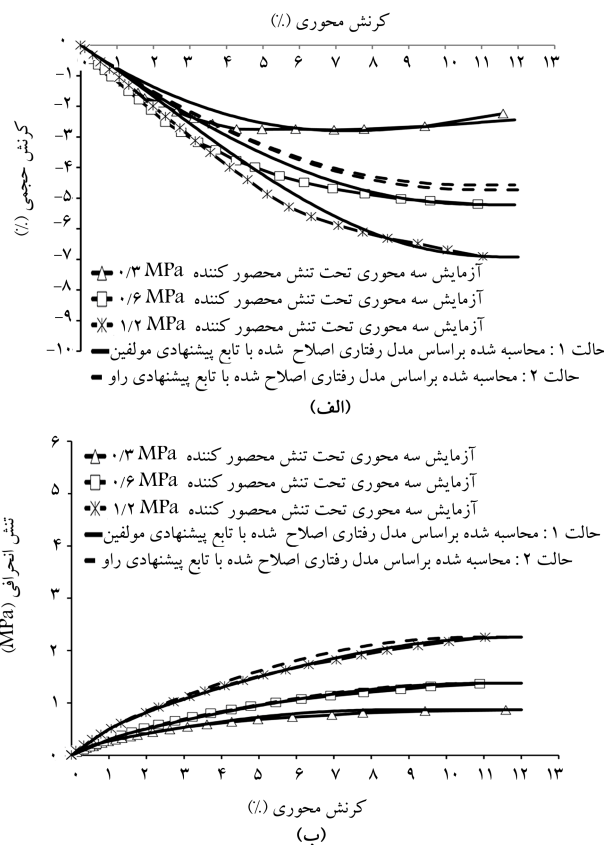 کرنش محوری (٪)
۰ ۱ ۲ ۳ ۴ ۵ ۶ ۷ ۸ ۹ ۱۰ ۱۱ ۱۲ ۱۳
۰
−۱
−۲
−۳
−۴
−۵
−۶
−۷
−۸
−۹
−۱۰
کرنش حجمی (٪)
آزمایش سه محوری تحت تنش محصور کننده ۰/۳ MPa
آزمایش سه محوری تحت تنش محصور کننده ۰/۶ MPa
آزمایش سه محوری تحت تنش محصور کننده ۱/۲ MPa
حالت ۱ : محاسبه شده براساس مدل رفتاری اصلاح شده با تابع پیشنهادی مولفین
حالت ۲ : محاسبه شده براساس مدل رفتاری اصلاح شده با تابع پیشنهادی راو
(الف)
۶
۵
۴
۳
۲
۱
۰
تنش انحرافی (MPa)
آزمایش سه محوری تحت تنش محصور کننده ۰/۳ MPa
آزمایش سه محوری تحت تنش محصور کننده ۰/۶ MPa
آزمایش سه محوری تحت تنش محصور کننده ۱/۲ MPa
حالت ۱ : محاسبه شده براساس مدل رفتاری اصلاح شده با تابع پیشنهادی مولفین
حالت ۲ : محاسبه شده براساس مدل رفتاری اصلاح شده با تابع پیشنهادی راو
۰ ۱ ۲ ۳ ۴ ۵ ۶ ۷ ۸ ۹ ۱۰ ۱۱ ۱۲ ۱۳
کرنش محوری (٪)
(ب)